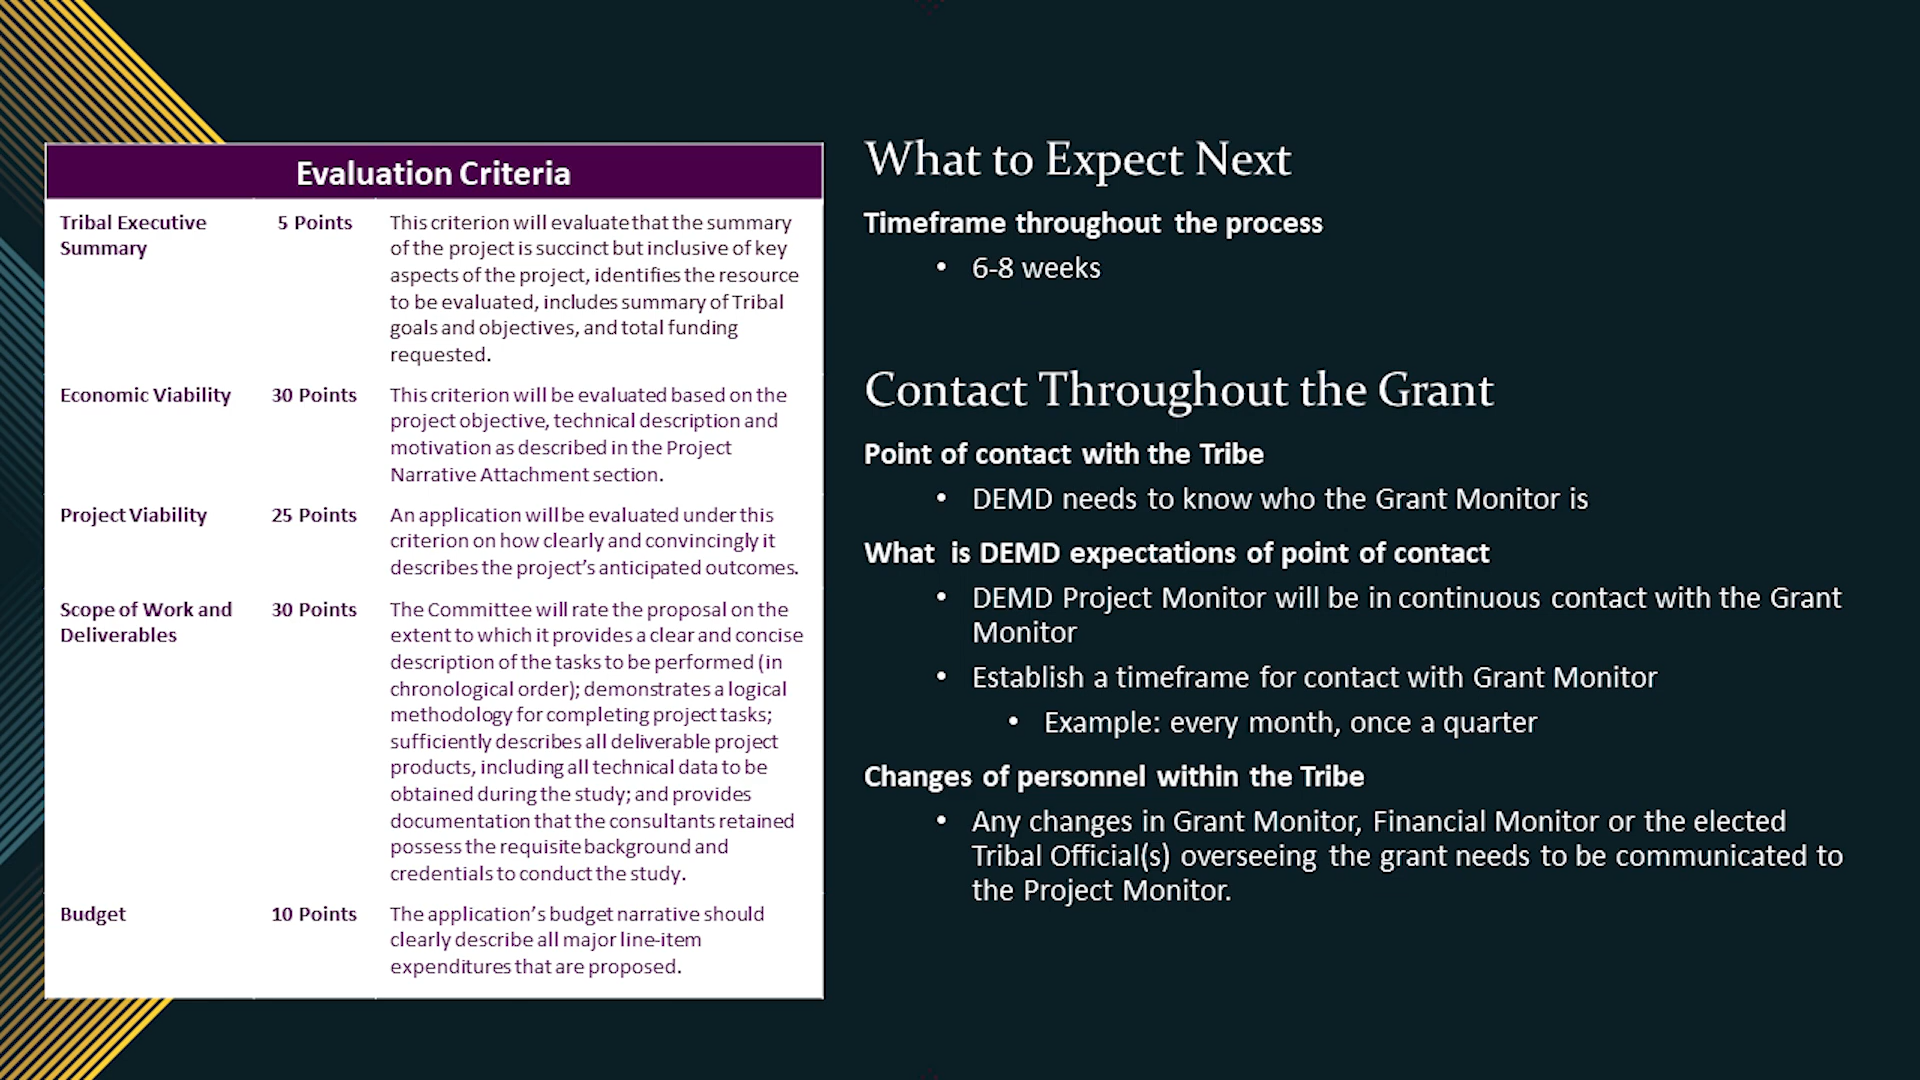 Evaluation Criteria
Tribal Executive
Summary
5 Points
This criterion will evaluate that the summary
of the project is succinct but inclusive of key
aspects of the project, identifies the resource
to be evaluated, includes summary of Tribal
goals and objectives, and total funding
requested.
Economic Viability
30 Points
This criterion will be evaluated based on the
project objective, technical description and
motivation as described in the Project
Narrative Attachment section.
Project Viability
25 Points
An application will be evaluated under this
criterion on how clearly and convincingly it
describes the project’s anticipated outcomes.
Scope of Work and
Deliverables
30 Points
The Committee will rate the proposal on the
extent to which it provides a clear and concise
description of the tasks to be performed (in
chronological order); demonstrates a logical
methodology for completing project tasks;
sufficiently describes all deliverable project
products, including all technical data to be
obtained during the study; and provides
documentation that the consultants retained
possess the requisite background and
credentials to conduct the study.
Budget
10 Points
The application’s budget narrative should
clearly describe all major line-item
expenditures that are proposed.
What to Expect Next
Timeframe throughout the process
• 6-8 weeks
Contact Throughout the Grant
Point of contact with the Tribe
• DEMD needs to know who the Grant Monitor is
What is DEMD expectations of point of contact
• DEMD Project Monitor will be in continuous contact with the Grant
Monitor
• Establish a timeframe for contact with Grant Monitor
• Example: every month, once a quarter
Changes of personnel within the Tribe
• Any changes in Grant Monitor, Financial Monitor or the elected
Tribal Official(s) overseeing the grant needs to be communicated to
the Project Monitor.